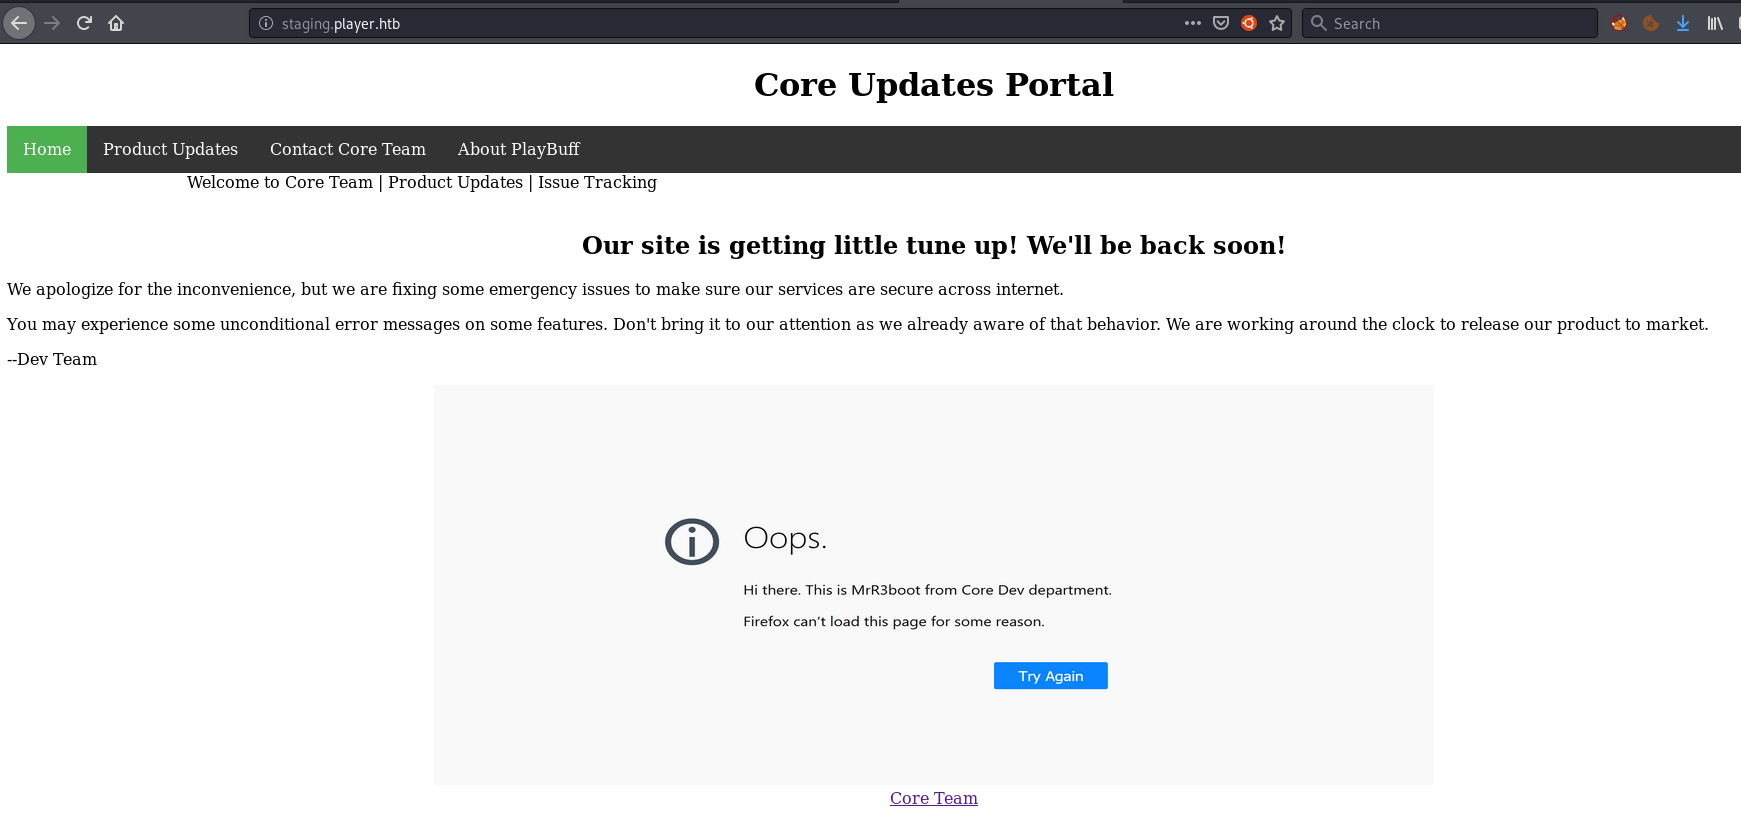 staging.player.htb
Search
Core Updates Portal
Home Product Updates Contact Core Team About PlayBuff
Welcome to Core Team | Product Updates | Issue Tracking
Our site is getting little tune up! We'll be back soon!
We apologize for the inconvenience, but we are fixing some emergency issues to make sure our services are secure across internet.
You may experience some unconditional error messages on some features. Don't bring it to our attention as we already aware of that behavior. We are working around the clock to release our product to market.
--Dev Team
Oops.
Hi there. This is MrR3boot from Core Dev department.
Firefox can't load this page for some reason.
Try Again
Core Team